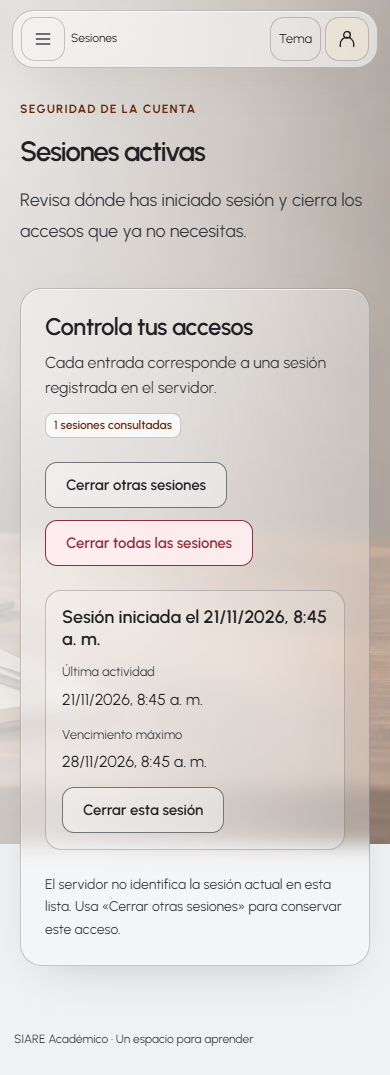 Sesiones
Tema
SEGURIDAD DE LA CUENTA
Sesiones activas
Revisa dónde has iniciado sesión y cierra los
accesos que ya no necesitas.
Controla tus accesos
Cada entrada corresponde a una sesión
registrada en el servidor.
1 sesiones consultadas
Cerrar otras sesiones
Cerrar todas las sesiones
Sesión iniciada el 21/11/2026, 8:45
a. m.
Última actividad
21/11/2026, 8:45 a. m.
Vencimiento máximo
28/11/2026, 8:45 a. m.
Cerrar esta sesión
El servidor no identifica la sesión actual en esta
lista. Usa «Cerrar otras sesiones» para conservar
este acceso.
SIARE Académico · Un espacio para aprender